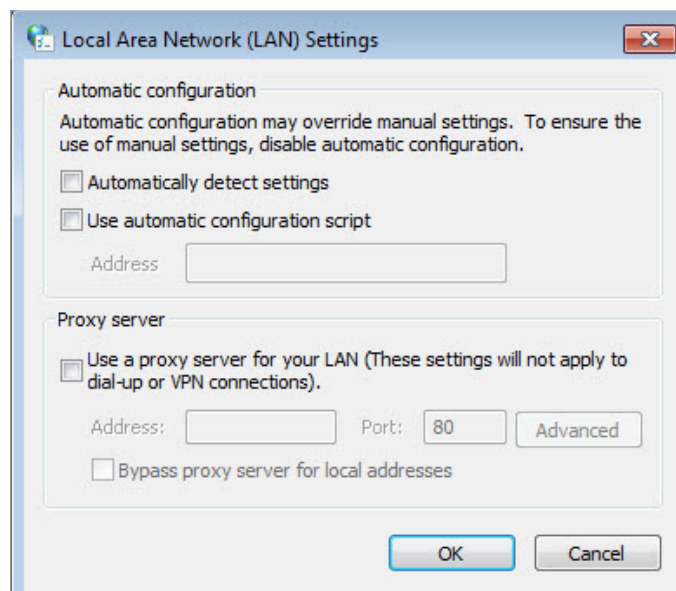 Local Area Network (LAN) Settings
Automatic configuration
Automatic configuration may override manual settings.  To ensure the
use of manual settings, disable automatic configuration.
Automatically detect settings
Use automatic configuration script
Address
Proxy server
Use a proxy server for your LAN (These settings will not apply to
dial-up or VPN connections).
Address: Port: 80 Advanced
Bypass proxy server for local addresses
OK Cancel